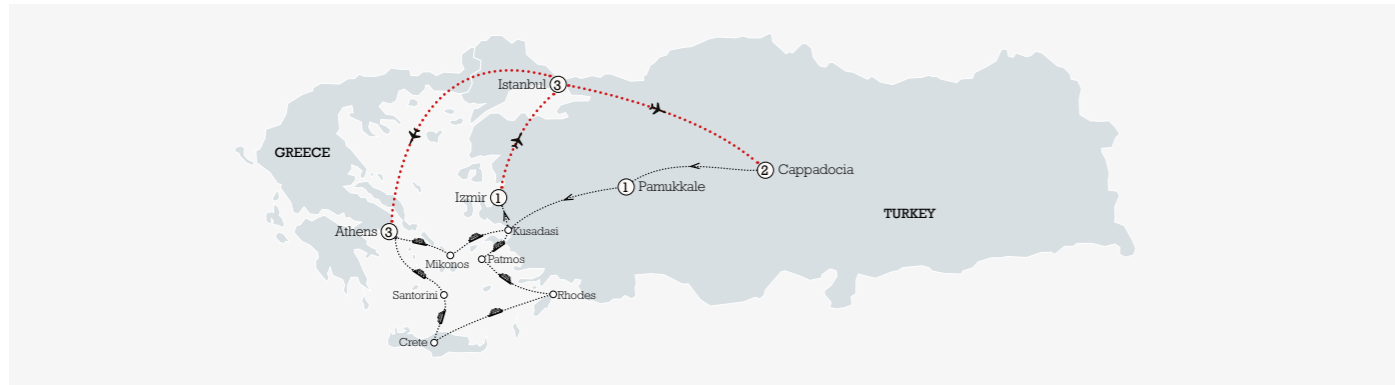 Istanbul 3
GREECE
2 Cappadocia
1 Pamukkale
Izmir 1
TURKEY
Athens 3
Kusadasi
Mikonos
Patmos
Santorini
Rhodes
Crete